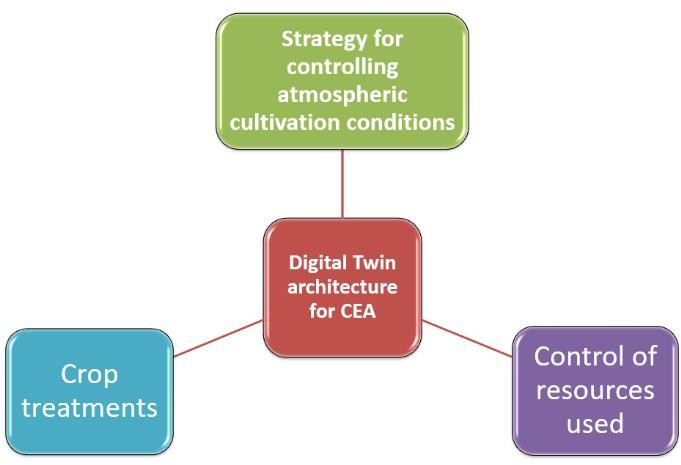 Strategy for
controlling
atmospheric
cultivation conditions
Digital Twin
architecture
for CEA
Crop
treatments
Control of
resources
used